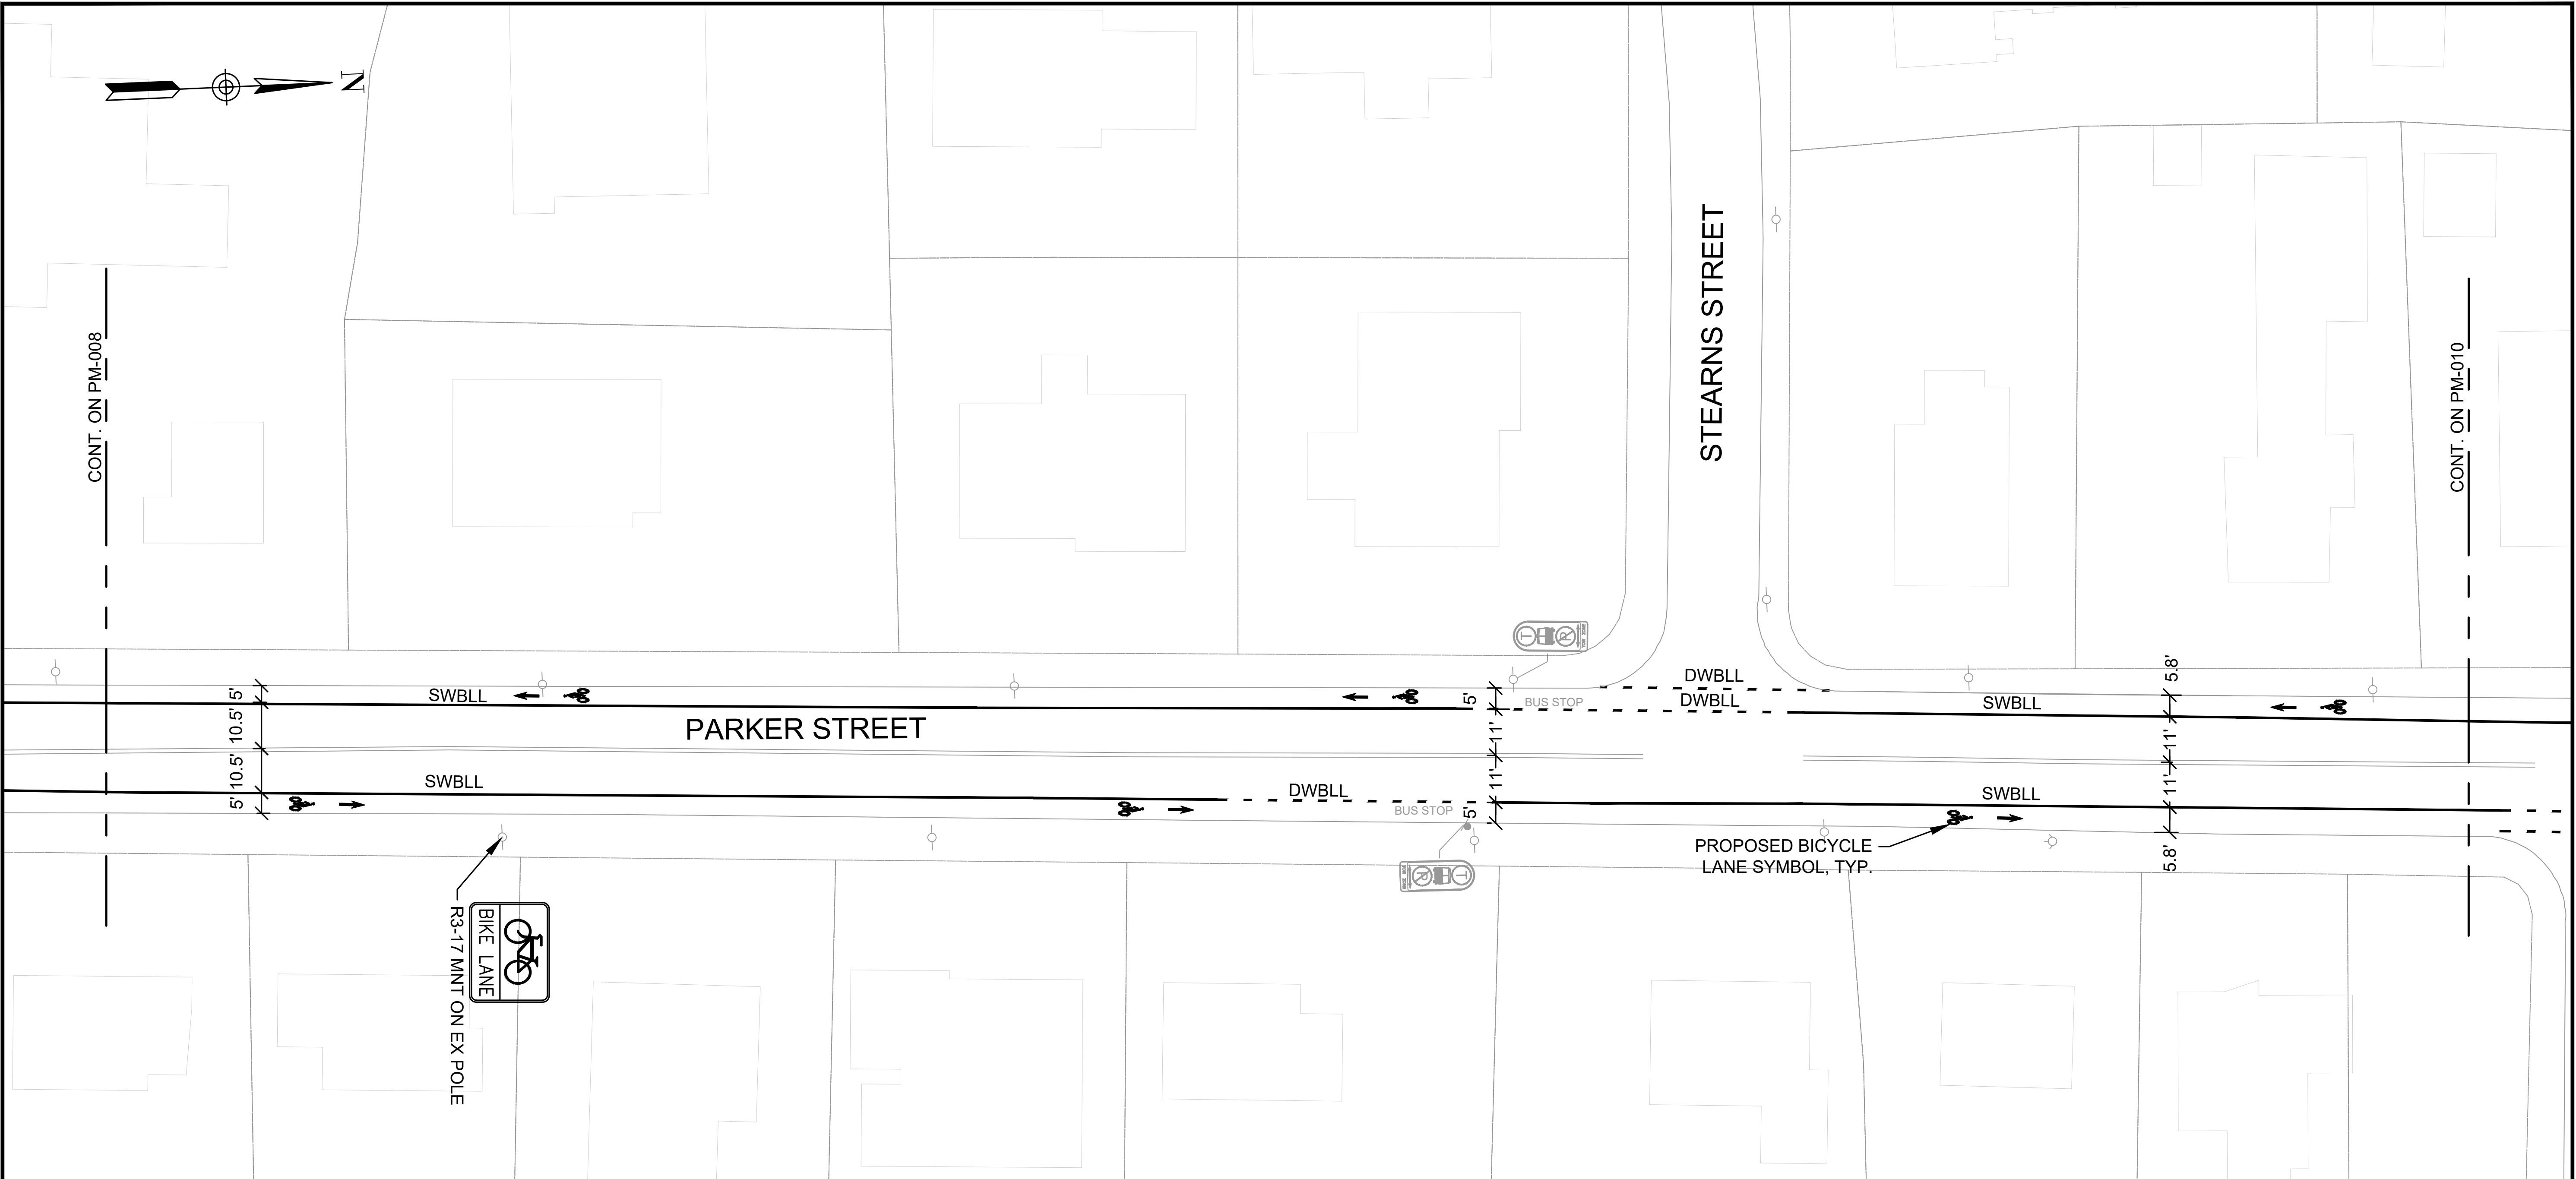 N
CONT. ON PM-008
STEARNS STREET
CONT. ON PM-010
T
R
DWBLL
5'
SWBLL
5'
BUS STOP
DWBLL
SWBLL
5.8'
10.5'
PARKER STREET
11'
11'
10.5'
SWBLL
DWBLL
11'
SWBLL
11'
5'
BUS STOP
5'
5.8'
PROPOSED BICYCLE
LANE SYMBOL, TYP.
R
T
BIKE LANE
R3-17 MNT ON EX POLE